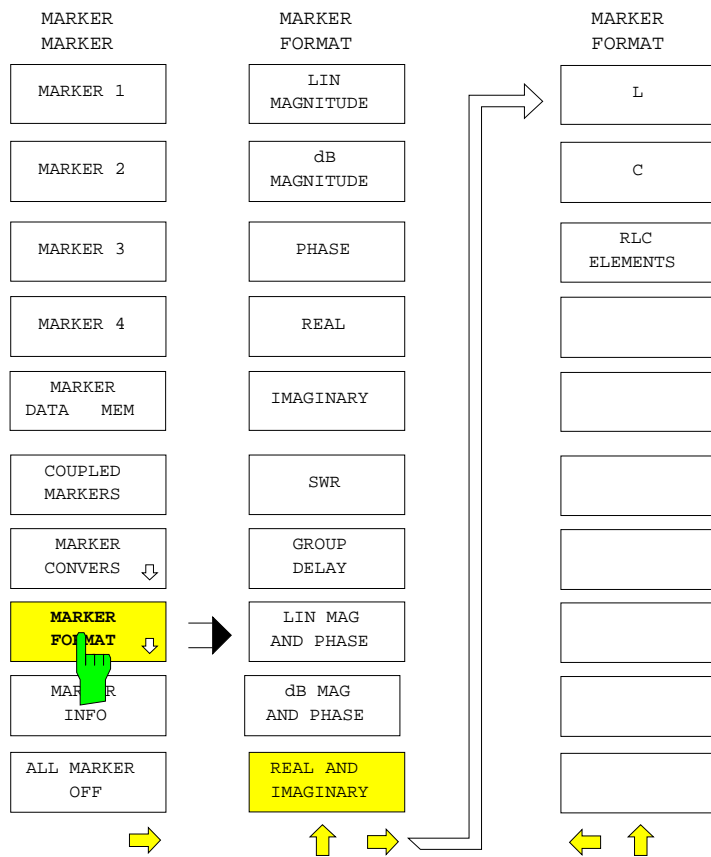 MARKER
MARKER
MARKER 1
MARKER 2
MARKER 3
MARKER 4
MARKER
DATA MEM
COUPLED
MARKERS
MARKER
CONVERS
MARKER
FORMAT
MARKER
INFO
ALL MARKER
OFF
MARKER
FORMAT
LIN
MAGNITUDE
dB
MAGNITUDE
PHASE
REAL
IMAGINARY
SWR
GROUP
DELAY
LIN MAG
AND PHASE
dB MAG
AND PHASE
REAL AND
IMAGINARY
MARKER
FORMAT
L
C
RLC
ELEMENTS